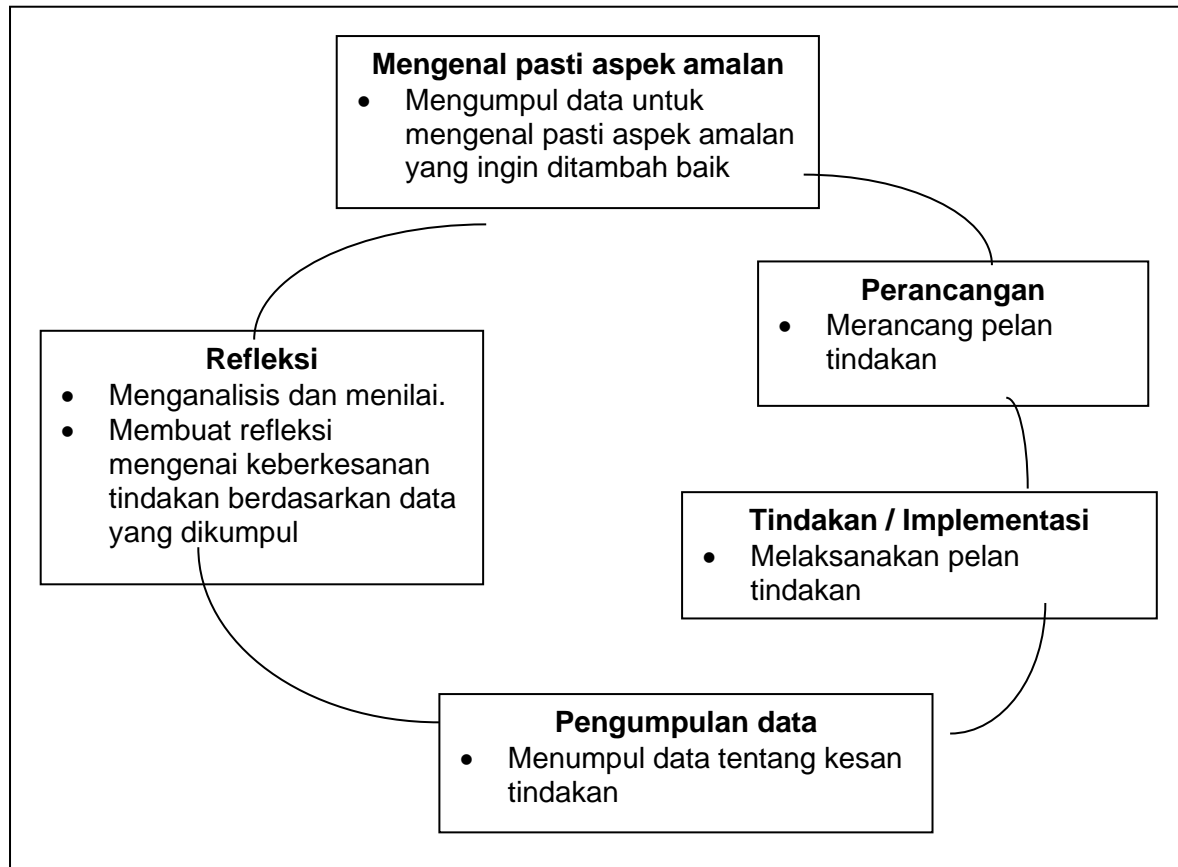 Mengenal pasti aspek amalan
• Mengumpul data untuk
mengenal pasti aspek amalan
yang ingin ditambah baik
Perancangan
• Merancang pelan
tindakan
Tindakan / Implementasi
• Melaksanakan pelan
tindakan
Pengumpulan data
• Menumpul data tentang kesan
tindakan
Refleksi
• Menganalisis dan menilai.
• Membuat refleksi
mengenai keberkesanan
tindakan berdasarkan data
yang dikumpul